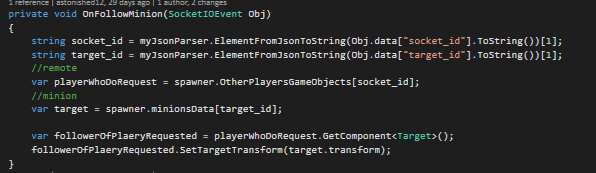 1 reference | astonished12, 29 days ago | 1 author, 2 changes
private void OnFollowMinion(SocketIOEvent Obj)
{
string socket_id = myJsonParser.ElementFromJsonToString(Obj.data["socket_id"].ToString())[1];
string target_id = myJsonParser.ElementFromJsonToString(Obj.data["target_id"].ToString())[1];
//remote
var playerWhoDoRequest = spawner.OtherPlayersGameObjects[socket_id];
//minion
var target = spawner.minionsData[target_id];
var followerOfPlaeryRequested = playerWhoDoRequest.GetComponent<Target>();
followerOfPlaeryRequested.SetTargetTransform(target.transform);
}